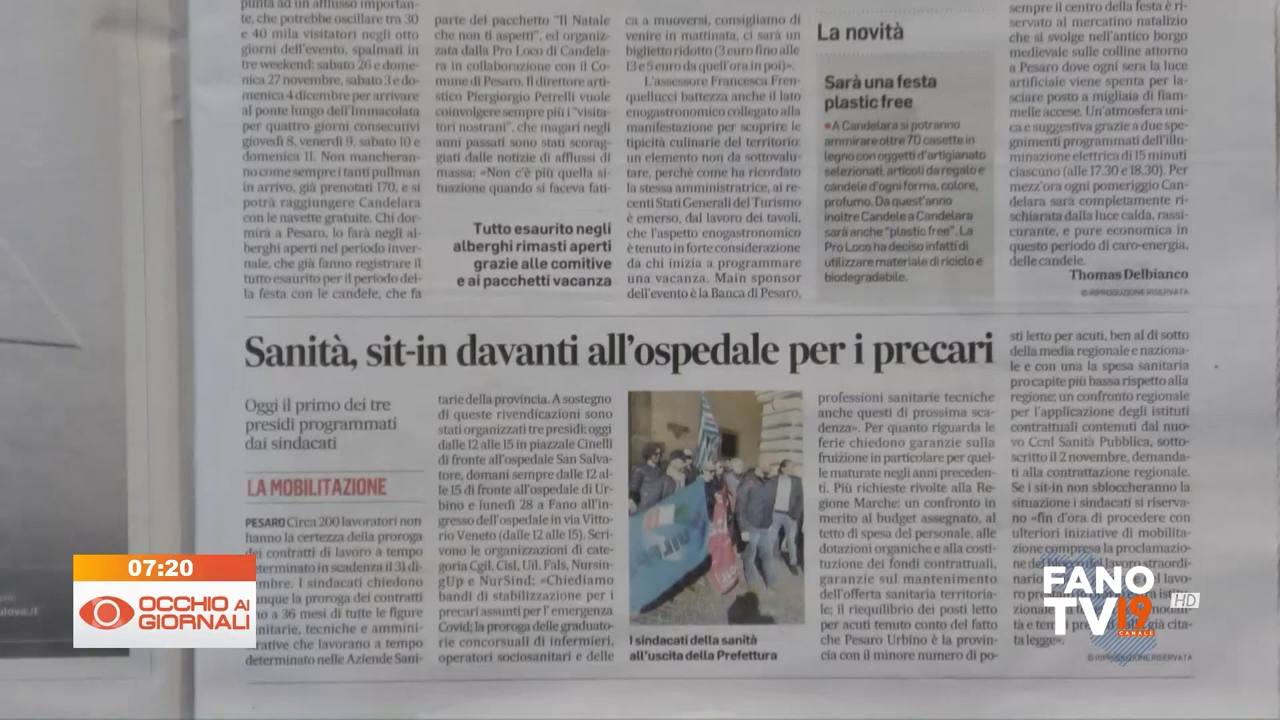 punta ad un afflusso importan-
te, che potrebbe oscillare tra 30
e 40 mila visitatori negli otto
giorni dell'evento, spalmati in
tre weekend: sabato 26 e do-
menica 27 novembre, sabato 3 e do-
menica 4 dicembre per arrivare
al ponte lungo dell'Immacolata
per quattro giorni consecutivi
giovedì 8, venerdì 9, sabato 10 e
domenica 11. Non mancheran-
no come sempre i tanti pullman
in arrivo, già prenotati 170, e si
potrà raggiungere Candelara
con le navette gratuite. Chi dor-
mirà a Pesaro, lo farà negli al-
berghi aperti nel periodo inver-
nale, che già fanno registrare il
tutto esaurito per il periodo del-
la festa con le candele, che fa
parte del pacchetto "Il Natale
che non ti aspetti", ed organiz-
zata dalla Pro Loco di Candela-
ra in collaborazione con il Co-
mune di Pesaro. Il direttore arti-
stico Piergiorgio Petrelli vuole
coinvolgere sempre più i "visita-
tori nostrani", che magari negli
anni passati sono stati scorag-
giati dalle notizie di afflussi di
massa: «Non c'è più quella si-
tuazione quando si faceva fati-
Tutto esaurito negli
alberghi rimasti aperti
grazie alle comitive
e ai pacchetti vacanza
ca a muoversi, consigliamo di
venire in mattinata, ci sarà un
biglietto ridotto (3 euro fino alle
13 e 5 euro da quell'ora in poi)».
L'assessore Francesca Fren-
quellucci battezza anche il lato
enogastronomico collegato alla
manifestazione per scoprire le
tipicità culinarie del territorio:
un elemento non da sottovalu-
tare, perchè come ha ricordato
la stessa amministratrice, ai re-
centi Stati Generali del Turismo
è emerso, dal lavoro dei tavoli,
che l'aspetto enogastronomico
è tenuto in forte considerazione
da chi inizia a programmare
una vacanza. Main sponsor
dell'evento è la Banca di Pesaro,
La novità
Sarà una festa
plastic free
•A Candelara si potranno
ammirare oltre 70 casette in
legno con oggetti d'artigianato
selezionati, articoli da regalo e
candele d'ogni forma, colore,
profumo. Da quest'anno
inoltre Candele a Candelara
sarà anche "plastic free". La
Pro Loco ha deciso infatti di
utilizzare materiale di riciclo e
biodegradabile.
sempre il centro della festa è ri-
servato al mercatino natalizio
che si svolge nell'antico borgo
medievale sulle colline attorno
a Pesaro dove ogni sera la luce
artificiale viene spenta per la-
sciare posto a migliaia di fiam-
melle accese. Un'atmosfera uni-
ca e suggestiva grazie a due spe-
gnimenti programmati dell'illu-
minazione elettrica di 15 minuti
ciascuno (alle 17.30 e 18.30). Per
mezz'ora ogni pomeriggio Can-
delara sarà completamente ri-
schiarata dalla luce calda, rassi-
curante, e pure economica in
questo periodo di caro-energia,
delle candele.
Thomas Delbianco
© RIPRODUZIONE RISERVATA
Sanità, sit-in davanti all'ospedale per i precari
Oggi il primo dei tre
presidi programmati
dai sindacati
LA MOBILITAZIONE
PESARO Circa 200 lavoratori non
hanno la certezza della proroga
dei contratti di lavoro a tempo
determinato in scadenza il 31 di-
mbre. I sindacati chiedono
nque la proroga dei contratti
o a 36 mesi di tutte le figure
nitarie, tecniche e ammini-
rative che lavorano a tempo
determinato nelle Aziende Sani-
tarie della provincia. A sostegno
di queste rivendicazioni sono
stati organizzati tre presidi: oggi
dalle 12 alle 15 in piazzale Cinelli
di fronte all'ospedale San Salva-
tore, domani sempre dalle 12 al-
le 15 di fronte all'ospedale di Ur-
bino e lunedì 28 a Fano all'in-
gresso dell'ospedale in via Vitto-
rio Veneto (dalle 12 alle 15). Scri-
vono le organizzazioni di cate-
goria Cgil, Cisl, Uil, Fals, Nursin-
gUp e NurSind: «Chiediamo
bandi di stabilizzazione per i
precari assunti per l'emergenza
Covid; la proroga delle graduato-
rie concorsuali di infermieri,
operatori sociosanitari e delle
I sindacati della sanità
all'uscita della Prefettura
professioni sanitarie tecniche
anche questi di prossima sca-
denza». Per quanto riguarda le
ferie chiedono garanzie sulla
fruizione in particolare per quel-
le maturate negli anni preceden-
ti. Più richieste rivolte alla Re-
gione Marche: un confronto in
merito al budget assegnato, al
tetto di spesa del personale, alle
dotazioni organiche e alla costi-
tuzione dei fondi contrattuali,
garanzie sul mantenimento
dell'offerta sanitaria territoria-
le; il riequilibrio dei posti letto
per acuti tenuto conto del fatto
che Pesaro Urbino è la provin-
cia con il minore numero di po-
sti letto per acuti, ben al di sotto
della media regionale e naziona-
le e con una la spesa sanitaria
pro capite più bassa rispetto alla
regione; un confronto regionale
per l'applicazione degli istituti
contrattuali contenuti dal nuo-
vo Ccnl Sanità Pubblica, sotto-
scritto il 2 novembre, demanda-
ti alla contrattazione regionale.
Se i sit-in non sbloccheranno la
situazione i sindacati si riserva-
no «fin d'ora di procedere con
ulteriori iniziative di mobilita-
zione
legge».
© RIPRODUZIONE RISERVATA
07:20
OCCHIO AI
GIORNALI
FANO
TV 19 HD
CANALE